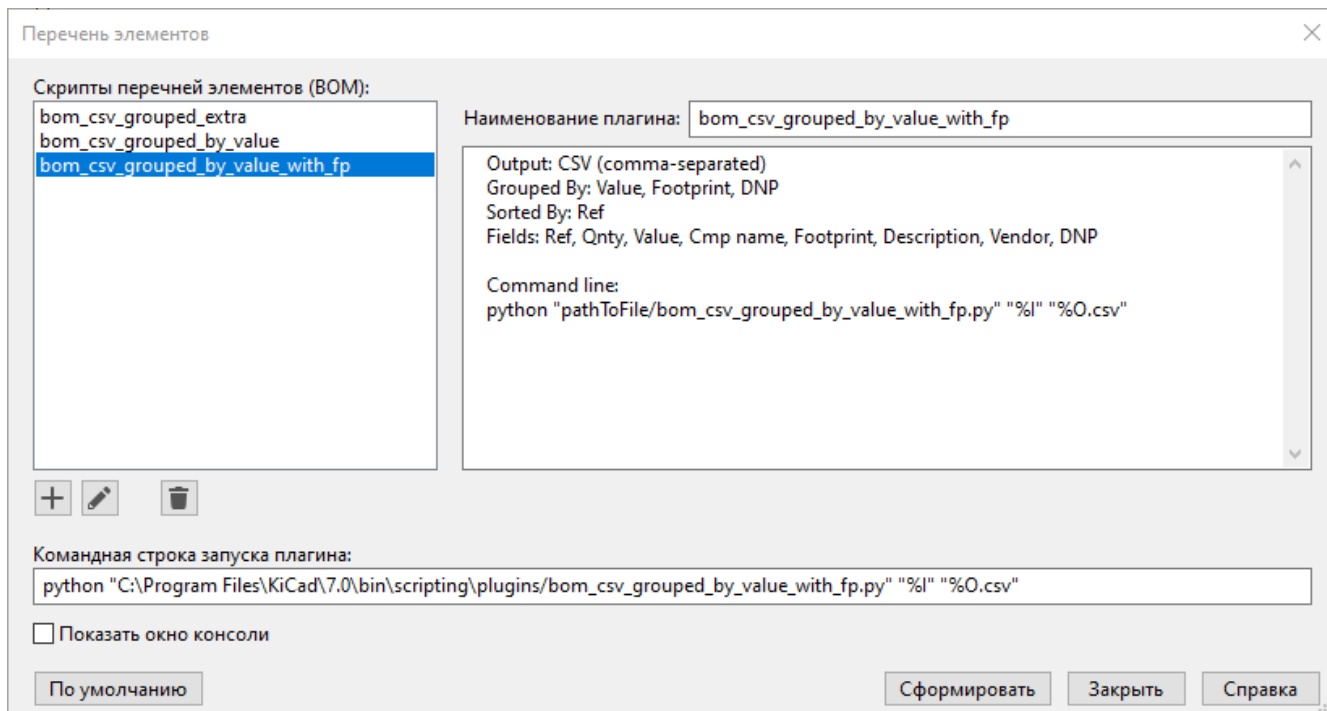 Перечень элементов
Скрипты перечней элементов (BOM):
bom_csv_grouped_extra
bom_csv_grouped_by_value
bom_csv_grouped_by_value_with_fp
Наименование плагина: bom_csv_grouped_by_value_with_fp
Output: CSV (comma-separated)
Grouped By: Value, Footprint, DNP
Sorted By: Ref
Fields: Ref, Qnty, Value, Cmp name, Footprint, Description, Vendor, DNP
Command line:
python "pathToFile/bom_csv_grouped_by_value_with_fp.py" "%I" "%O.csv"
Командная строка запуска плагина:
python "C:\Program Files\KiCad\7.0\bin\scripting\plugins/bom_csv_grouped_by_value_with_fp.py" "%I" "%O.csv"
Показать окно консоли
По умолчанию
Сформировать
Закрыть
Справка